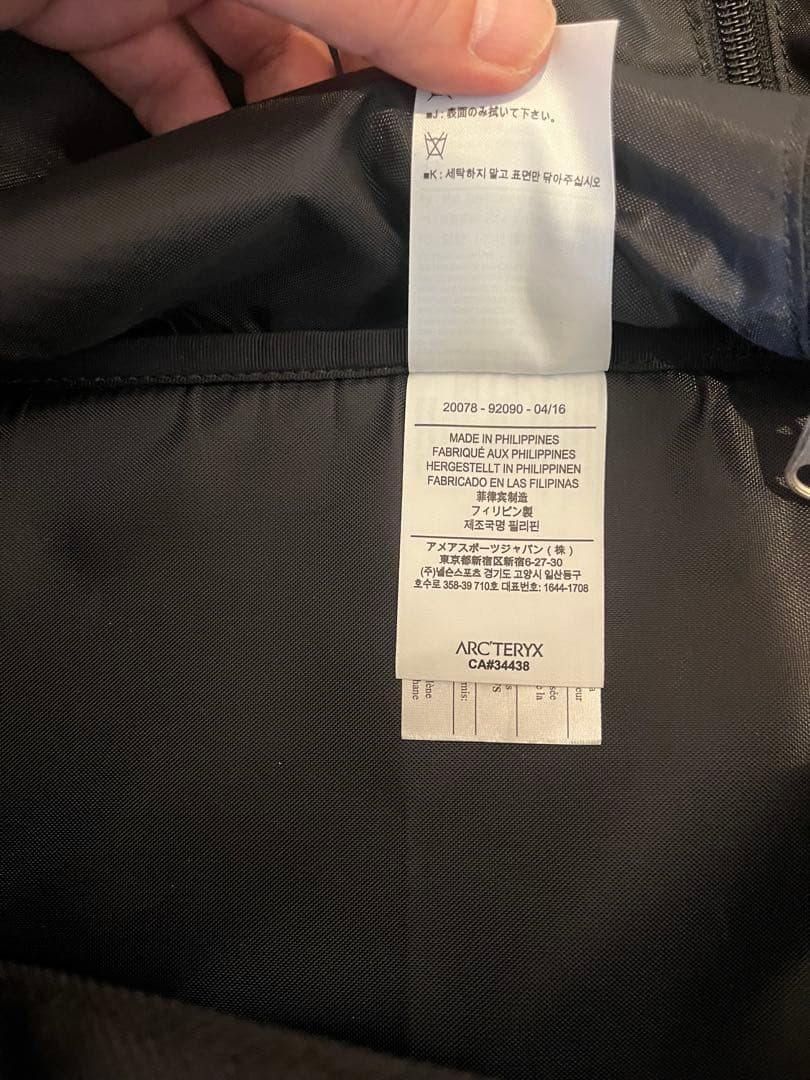 ■J : 表面のみ拭いて下さい。
■K : 세탁하지 말고 표면만 닦아주십시오
20078 - 92090 - 04/16
MADE IN PHILIPPINES
FABRIQUÉ AUX PHILIPPINES
HERGESTELLT IN PHILIPPINEN
FABRICADO EN LAS FILIPINAS
菲律宾制造
フィリピン製
제조국명 필리핀
アメアスポーツジャパン ( 株 )
東京都新宿区新宿6-27-30
(주)넬슨스포츠 경기도 고양시 일산동구
호수로 358-39 710호 대표번호: 1644-1708
ARC'TERYX
CA#34438